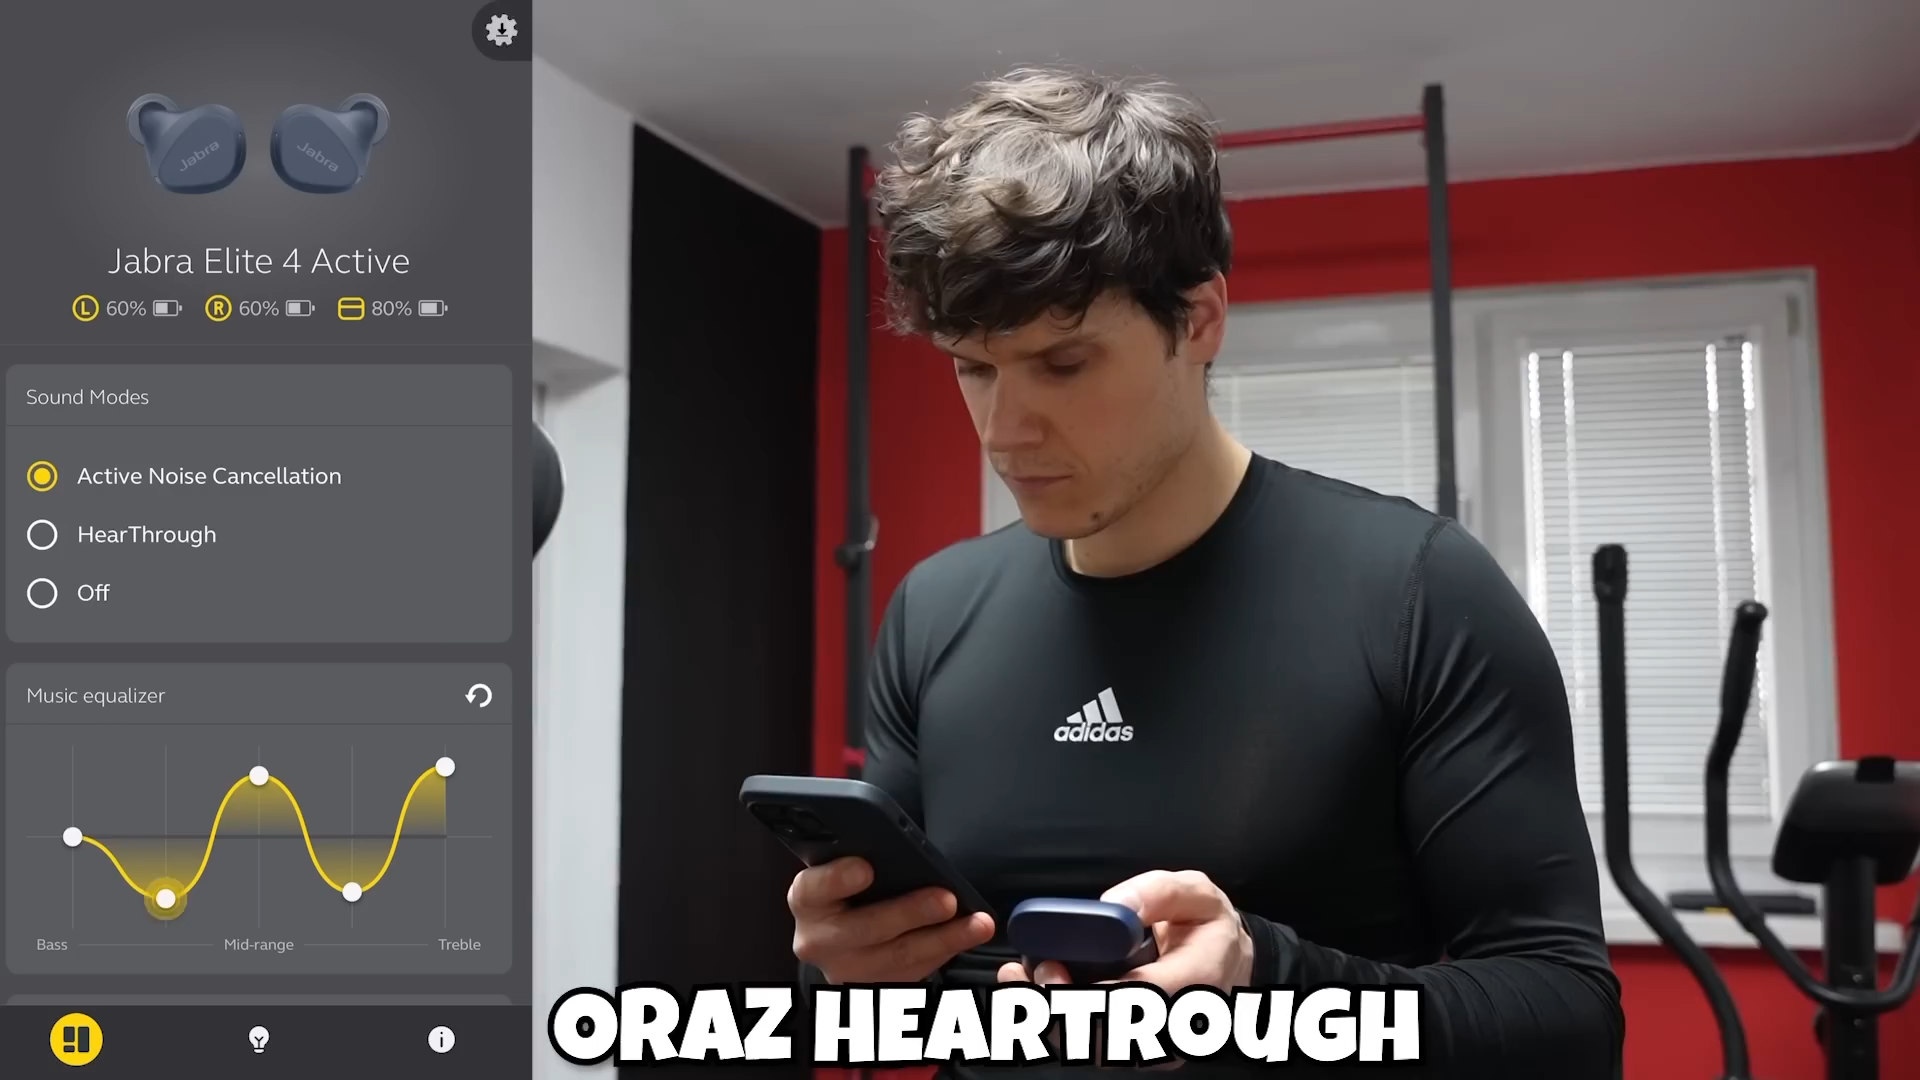 Jabra
Jabra
Jabra Elite 4 Active
L 60% R 60% 80%
Sound Modes
Active Noise Cancellation
HearThrough
Off
Music equalizer
Bass Mid-range Treble
adidas
ORAZ HEARTROUGH